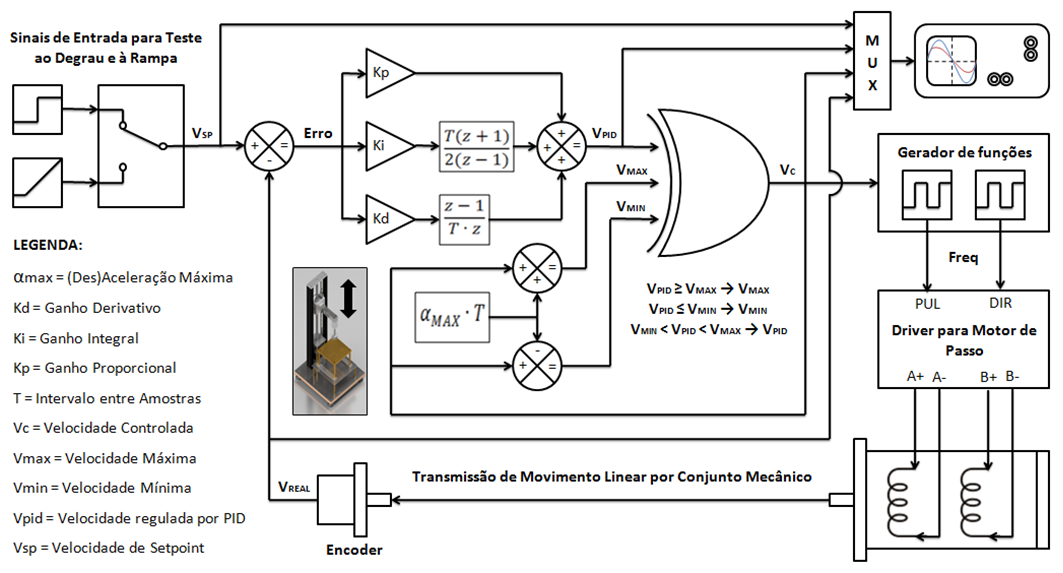 Sinais de Entrada para Teste
ao Degrau e à Rampa
VSP
+
-
=
Erro
Kp
Ki
Kd
T(z + 1)
2(z − 1)
z − 1
T · z
+
+
+
=
VPID
VMAX
VMIN
VC
MUX
Gerador de funções
Freq
PUL
DIR
Driver para Motor de
Passo
A+ A- B+ B-
+
+
=
αMAX · T
-
+
=
VPID ≥ VMAX → VMAX
VPID ≤ VMIN → VMIN
VMIN < VPID < VMAX → VPID
LEGENDA:
αmax = (Des)Aceleração Máxima
Kd = Ganho Derivativo
Ki = Ganho Integral
Kp = Ganho Proporcional
T = Intervalo entre Amostras
Vc = Velocidade Controlada
Vmax = Velocidade Máxima
Vmin = Velocidade Mínima
Vpid = Velocidade regulada por PID
Vsp = Velocidade de Setpoint
VREAL
Encoder
Transmissão de Movimento Linear por Conjunto Mecânico